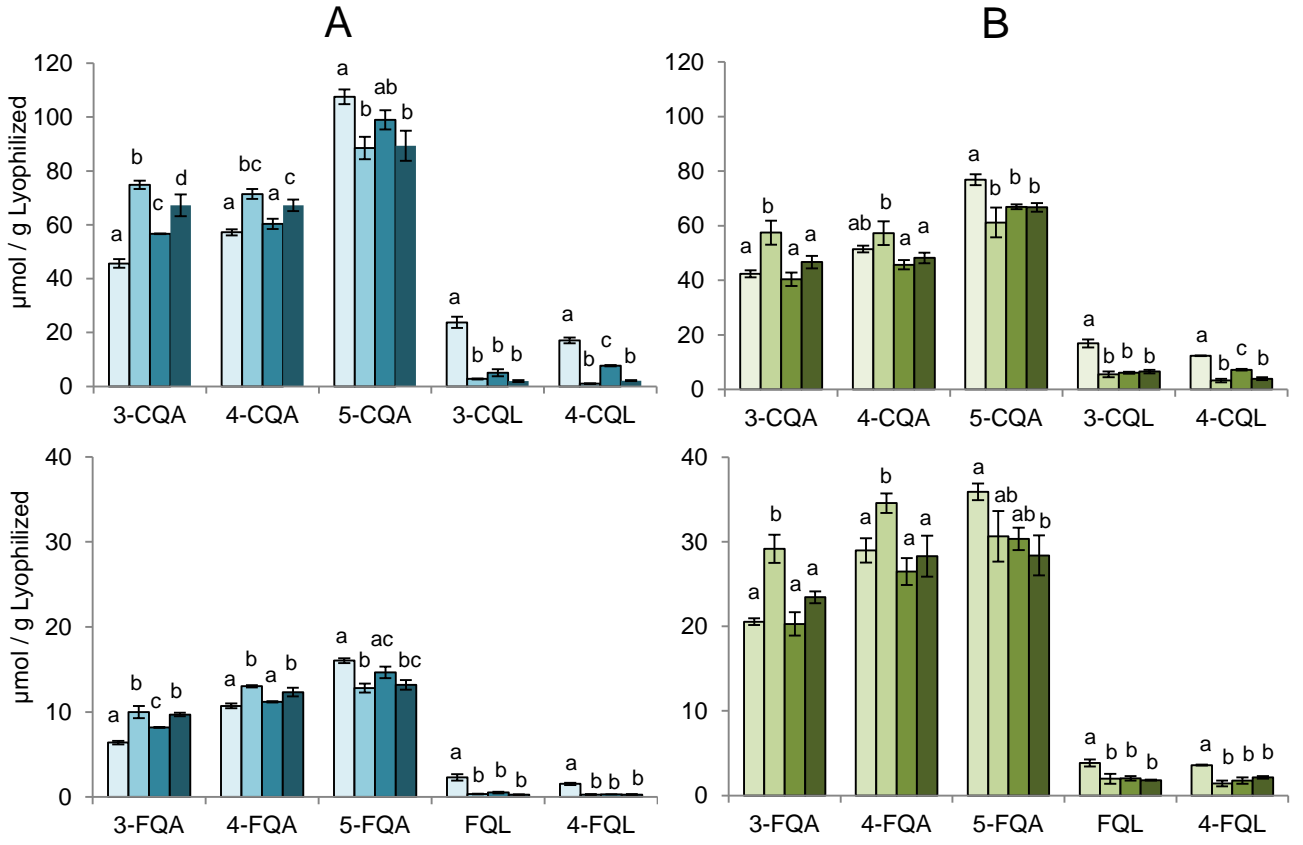 A
B
µmol / g Lyophilized
120
100
80
60
40
20
0
a b c d
a bc a c
a b ab b
a b b b
a b c b
3-CQA 4-CQA 5-CQA 3-CQL 4-CQL
120
100
80
60
40
20
0
a b a a
ab b a a
a b b b
a b b b
a b c b
3-CQA 4-CQA 5-CQA 3-CQL 4-CQL
µmol / g Lyophilized
40
30
20
10
0
a b c b
a b a b
a b ac bc
a b b b
a b b b
3-FQA 4-FQA 5-FQA FQL 4-FQL
40
30
20
10
0
a b a a
a b a a
a ab ab b
a b b b
a b b b
3-FQA 4-FQA 5-FQA FQL 4-FQL